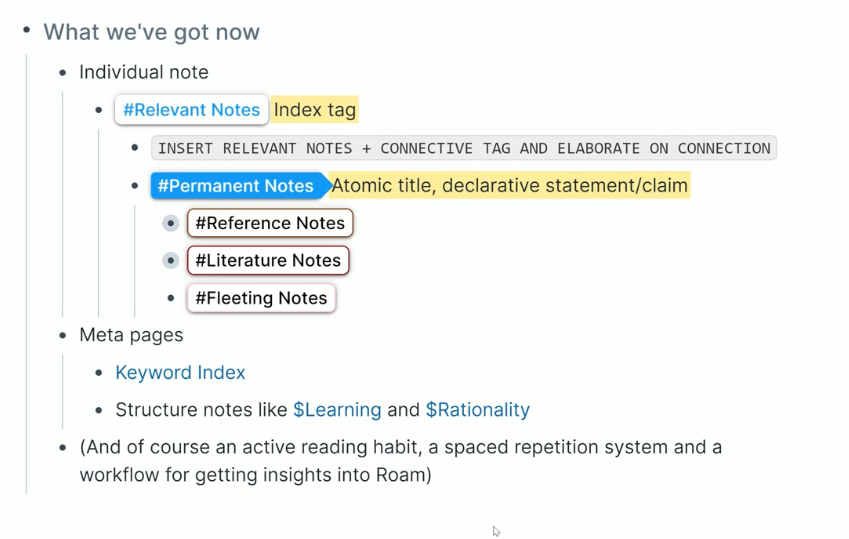 What we've got now
Individual note
#Relevant Notes Index tag
INSERT RELEVANT NOTES + CONNECTIVE TAG AND ELABORATE ON CONNECTION
#Permanent Notes Atomic title, declarative statement/claim
#Reference Notes
#Literature Notes
#Fleeting Notes
Meta pages
Keyword Index
Structure notes like $Learning and $Rationality
(And of course an active reading habit, a spaced repetition system and a
workflow for getting insights into Roam)